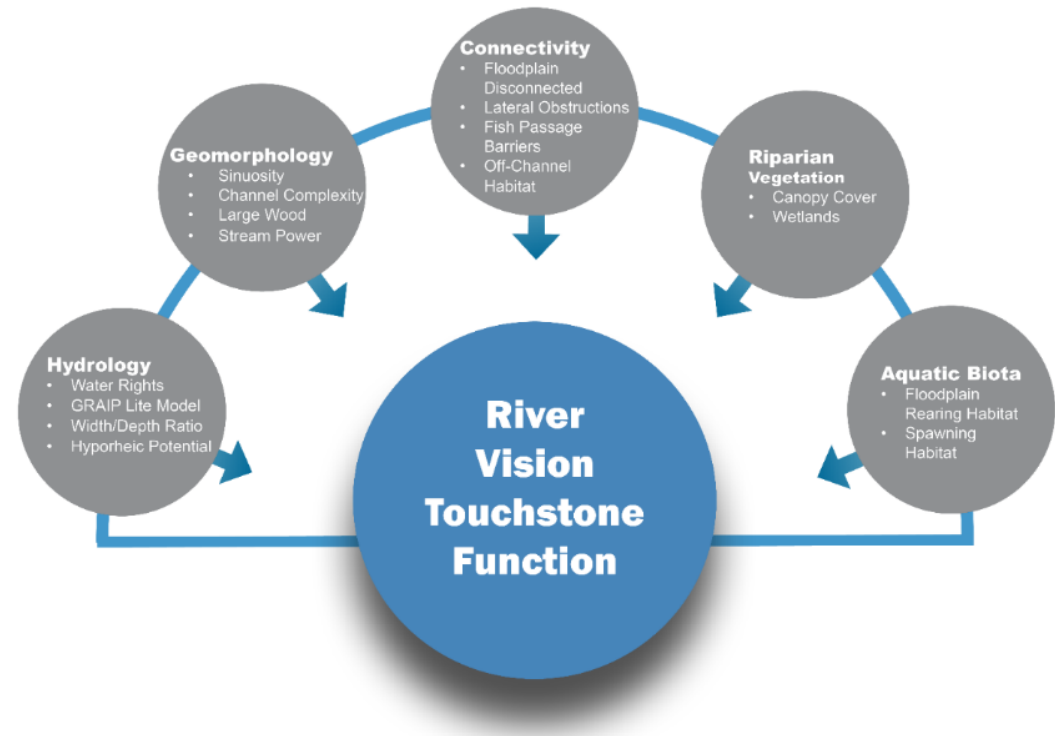 Connectivity
• Floodplain
Disconnected
• Lateral Obstructions
• Fish Passage
Barriers
• Off-Channel
Habitat
Geomorphology
• Sinuosity
• Channel Complexity
• Large Wood
• Stream Power
Riparian
Vegetation
• Canopy Cover
• Wetlands
Hydrology
• Water Rights
• GRAIP Lite Model
• Width/Depth Ratio
• Hyporheic Potential
Aquatic Biota
• Floodplain
Rearing Habitat
• Spawning
Habitat
River
Vision
Touchstone
Function